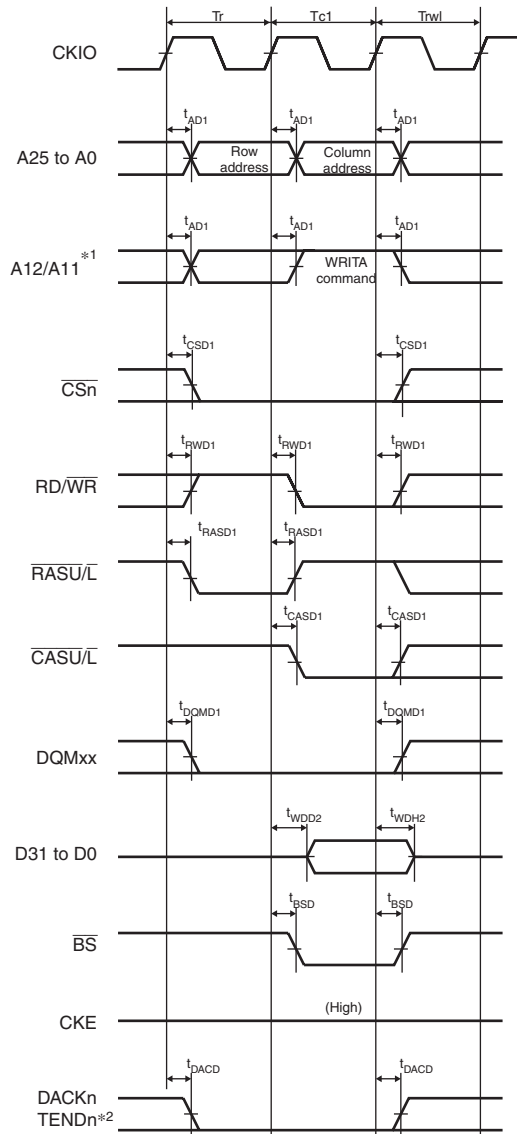 Tr Tc1 Trwl
CKIO
tAD1 tAD1 tAD1
A25 to A0
Row address
Column address
tAD1 tAD1 tAD1
A12/A11*1
WRITA command
tCSD1 tCSD1
CSn
tRWD1 tRWD1 tRWD1
RD/WR
tRASD1 tRASD1
RASU/L
tCASD1 tCASD1
CASU/L
tDQMD1 tDQMD1
DQMxx
tWDD2 tWDH2
D31 to D0
tBSD tBSD
BS
(High)
CKE
tDACD tDACD
DACKn
TENDn*2